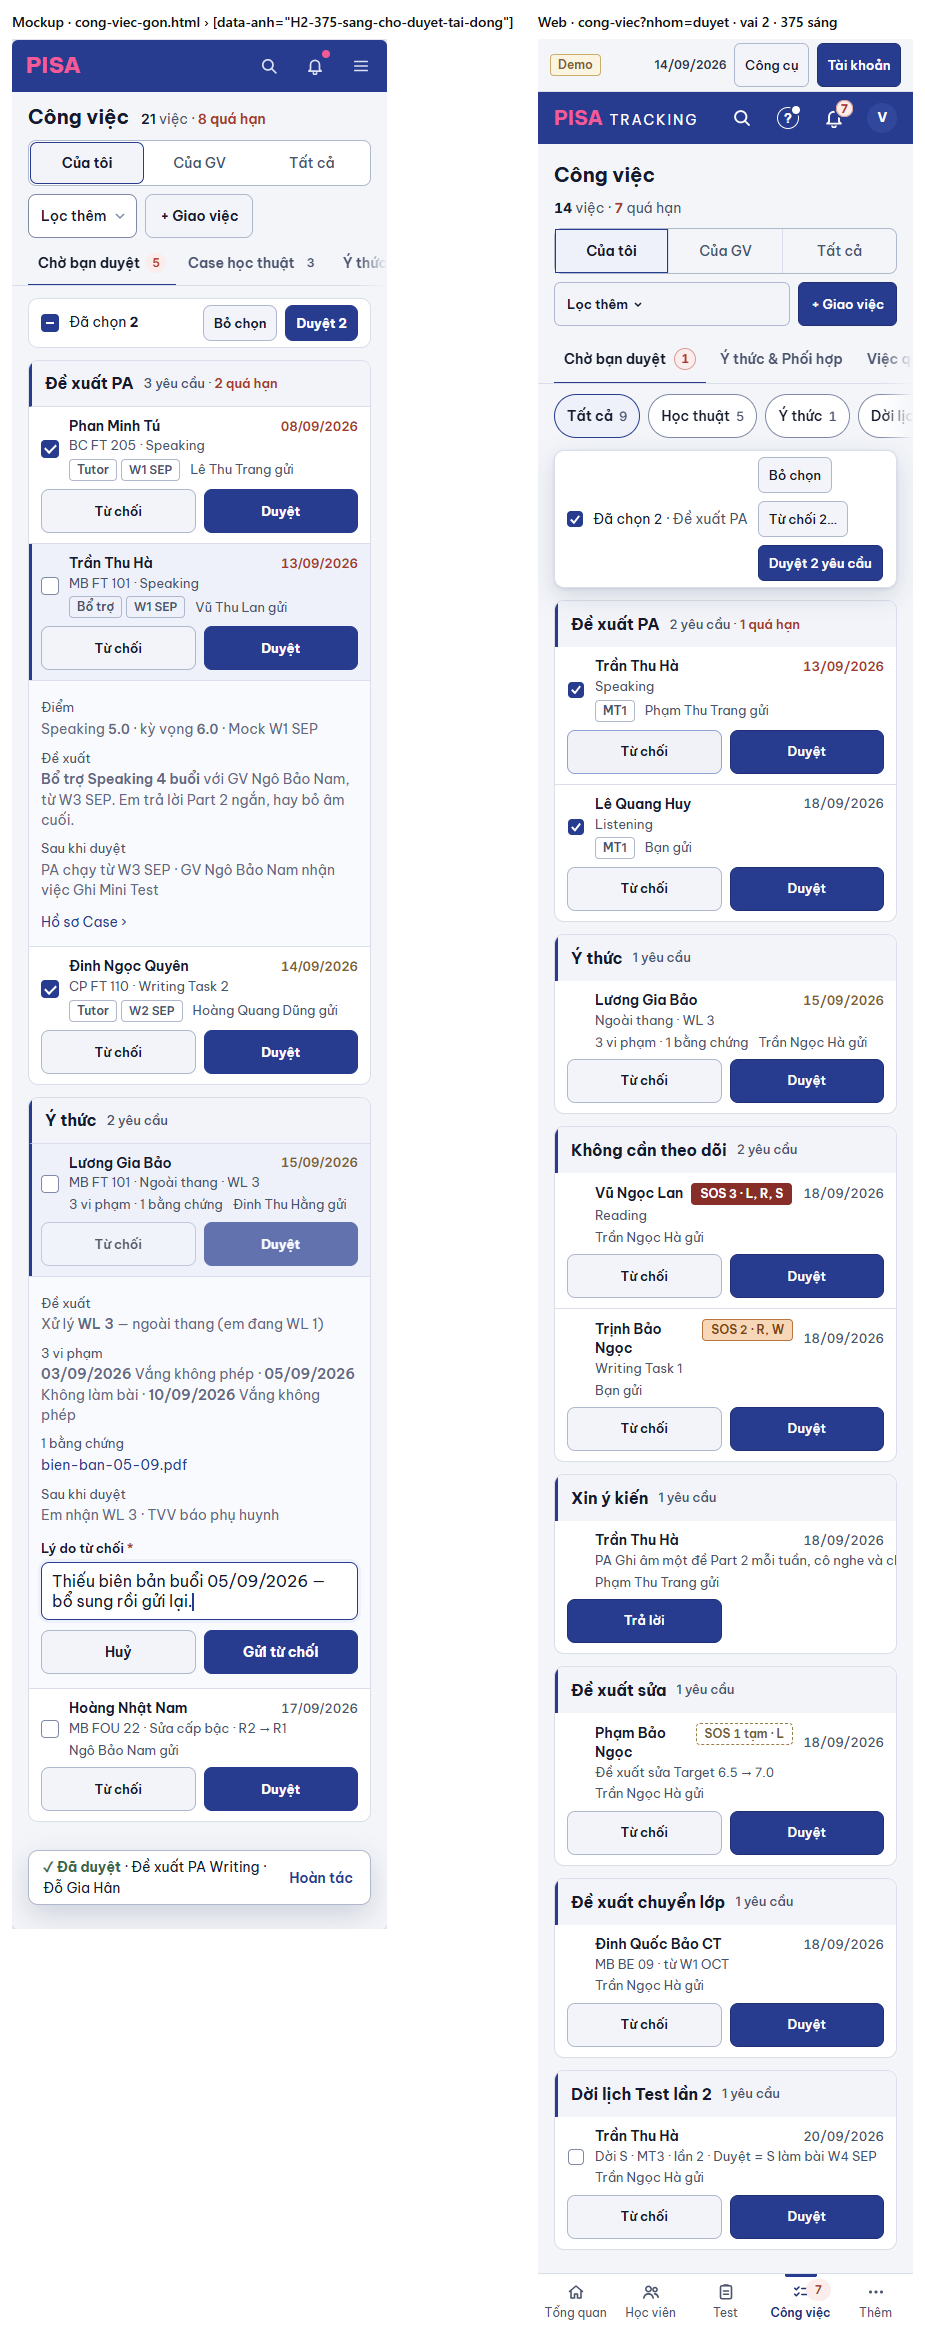 Mockup · cong-viec-gon.html › [data-anh="H2-375-sang-cho-duyet-tai-dong"]
PISA
Công việc 21 việc · 8 quá hạn
Của tôi Của GV Tất cả
Lọc thêm + Giao việc
Chờ bạn duyệt 5 Case học thuật 3 Ý thức
Đã chọn 2 Bỏ chọn Duyệt 2
Đề xuất PA 3 yêu cầu · 2 quá hạn
Phan Minh Tú 08/09/2026
BC FT 205 · Speaking
Tutor W1 SEP Lê Thu Trang gửi
Từ chối Duyệt
Trần Thu Hà 13/09/2026
MB FT 101 · Speaking
Bổ trợ W1 SEP Vũ Thu Lan gửi
Từ chối Duyệt
Điểm
Speaking 5.0 · kỳ vọng 6.0 · Mock W1 SEP
Đề xuất
Bổ trợ Speaking 4 buổi với GV Ngô Bảo Nam,
từ W3 SEP. Em trả lời Part 2 ngắn, hay bỏ âm
cuối.
Sau khi duyệt
PA chạy từ W3 SEP · GV Ngô Bảo Nam nhận
việc Ghi Mini Test
Hồ sơ Case ›
Đinh Ngọc Quyên 14/09/2026
CP FT 110 · Writing Task 2
Tutor W2 SEP Hoàng Quang Dũng gửi
Từ chối Duyệt
Ý thức 2 yêu cầu
Lương Gia Bảo 15/09/2026
MB FT 101 · Ngoài thang · WL 3
3 vi phạm · 1 bằng chứng Đinh Thu Hằng gửi
Từ chối Duyệt
Đề xuất
Xử lý WL 3 — ngoài thang (em đang WL 1)
3 vi phạm
03/09/2026 Vắng không phép · 05/09/2026
Không làm bài · 10/09/2026 Vắng không
phép
1 bằng chứng
bien-ban-05-09.pdf
Sau khi duyệt
Em nhận WL 3 · TVV báo phụ huynh
Lý do từ chối *
Thiếu biên bản buổi 05/09/2026 —
bổ sung rồi gửi lại.
Huỷ Gửi từ chối
Hoàng Nhật Nam 17/09/2026
MB FOU 22 · Sửa cấp bậc · R2 → R1
Ngô Bảo Nam gửi
Từ chối Duyệt
✓ Đã duyệt · Đề xuất PA Writing ·
Đỗ Gia Hân
Hoàn tác
Web · cong-viec?nhom=duyet · vai 2 · 375 sáng
Demo 14/09/2026 Công cụ Tài khoản
PISA TRACKING ? 7 V
Công việc
14 việc · 7 quá hạn
Của tôi Của GV Tất cả
Lọc thêm + Giao việc
Chờ bạn duyệt 1 Ý thức & Phối hợp Việc q
Tất cả 9 Học thuật 5 Ý thức 1 Dời lịc
Đã chọn 2 · Đề xuất PA
Bỏ chọn
Từ chối 2...
Duyệt 2 yêu cầu
Đề xuất PA 2 yêu cầu · 1 quá hạn
Trần Thu Hà 13/09/2026
Speaking
MT1 Phạm Thu Trang gửi
Từ chối Duyệt
Lê Quang Huy 18/09/2026
Listening
MT1 Bạn gửi
Từ chối Duyệt
Ý thức 1 yêu cầu
Lương Gia Bảo 15/09/2026
Ngoài thang · WL 3
3 vi phạm · 1 bằng chứng Trần Ngọc Hà gửi
Từ chối Duyệt
Không cần theo dõi 2 yêu cầu
Vũ Ngọc Lan SOS 3 · L, R, S 18/09/2026
Reading
Trần Ngọc Hà gửi
Từ chối Duyệt
Trịnh Bảo Ngọc SOS 2 · R, W 18/09/2026
Writing Task 1
Bạn gửi
Từ chối Duyệt
Xin ý kiến 1 yêu cầu
Trần Thu Hà 18/09/2026
PA Ghi âm một đề Part 2 mỗi tuần, cô nghe và cl
Phạm Thu Trang gửi
Trả lời
Đề xuất sửa 1 yêu cầu
Phạm Bảo Ngọc SOS 1 tạm · L 18/09/2026
Đề xuất sửa Target 6.5 → 7.0
Trần Ngọc Hà gửi
Từ chối Duyệt
Đề xuất chuyển lớp 1 yêu cầu
Đinh Quốc Bảo CT 18/09/2026
MB BE 09 · từ W1 OCT
Trần Ngọc Hà gửi
Từ chối Duyệt
Dời lịch Test lần 2 1 yêu cầu
Trần Thu Hà 20/09/2026
Dời S · MT3 · lần 2 · Duyệt = S làm bài W4 SEP
Trần Ngọc Hà gửi
Từ chối Duyệt
7
Tổng quan Học viên Test Công việc Thêm